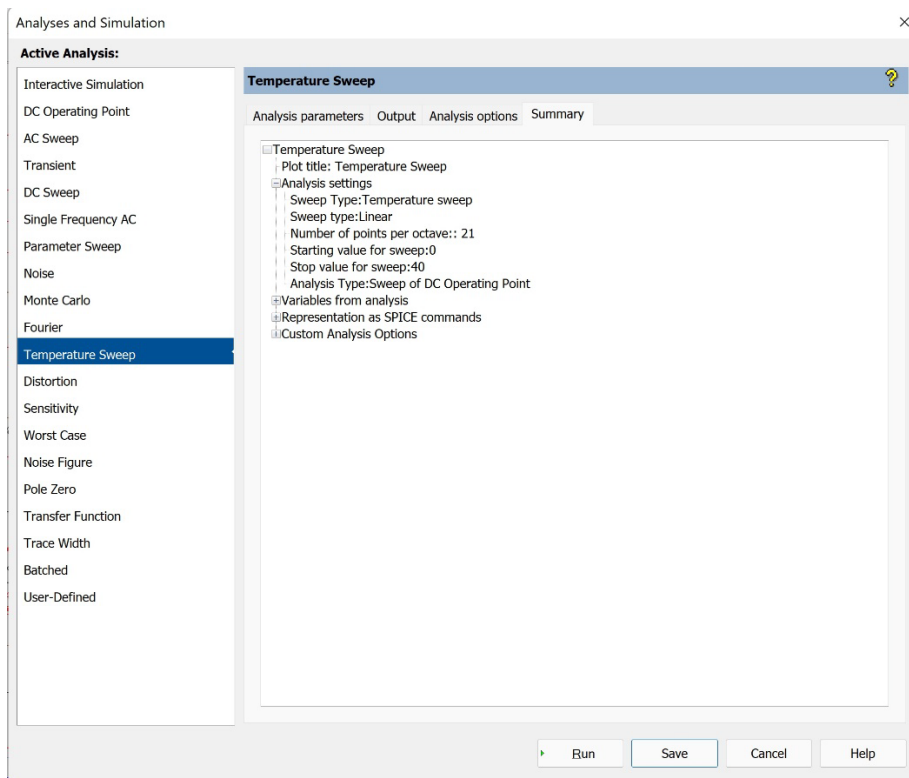 Analyses and Simulation
Active Analysis:
Interactive Simulation
DC Operating Point
AC Sweep
Transient
DC Sweep
Single Frequency AC
Parameter Sweep
Noise
Monte Carlo
Fourier
Temperature Sweep
Distortion
Sensitivity
Worst Case
Noise Figure
Pole Zero
Transfer Function
Trace Width
Batched
User-Defined
Temperature Sweep
Analysis parameters Output Analysis options Summary
Temperature Sweep
Plot title: Temperature Sweep
Analysis settings
Sweep Type:Temperature sweep
Sweep type:Linear
Number of points per octave:: 21
Starting value for sweep:0
Stop value for sweep:40
Analysis Type:Sweep of DC Operating Point
Variables from analysis
Representation as SPICE commands
Custom Analysis Options
Run Save Cancel Help